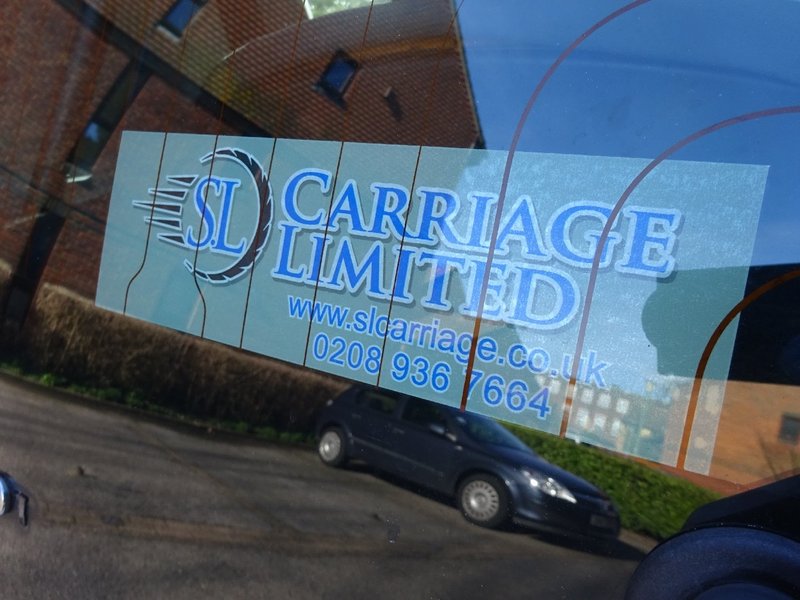 SL
CARRIAGE
LIMITED
www.slcarriage.co.uk
0208 936 7664